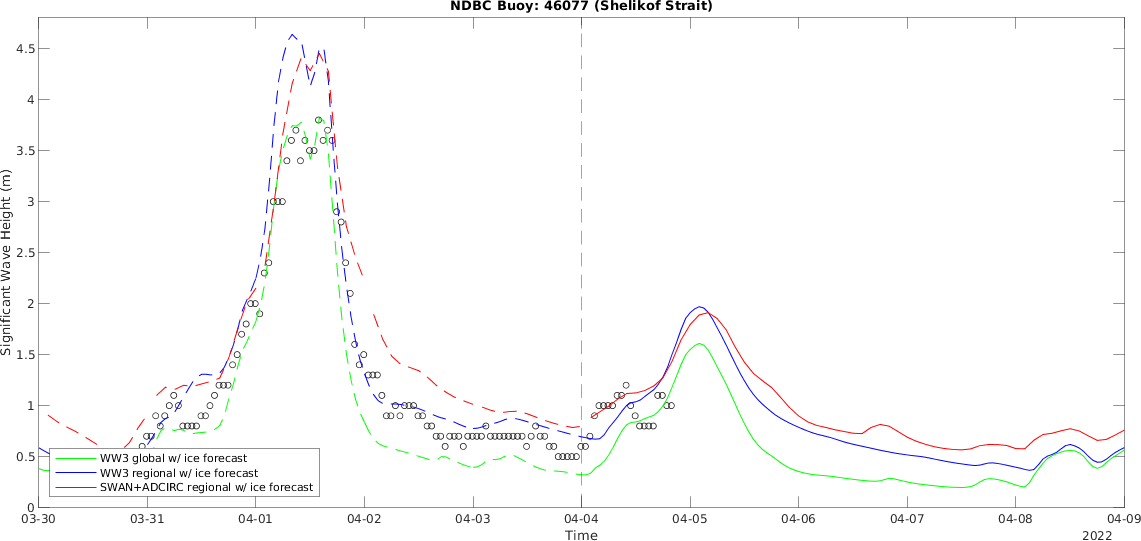 NDBC Buoy: 46077 (Shelikof Strait)
4.5
4
3.5
3
2.5
2
1.5
1
0.5
0
Significant Wave Height (m)
WW3 global w/ ice forecast
WW3 regional w/ ice forecast
SWAN+ADCIRC regional w/ ice forecast
03-30 03-31 04-01 04-02 04-03 04-04 04-05 04-06 04-07 04-08 04-09
Time
2022